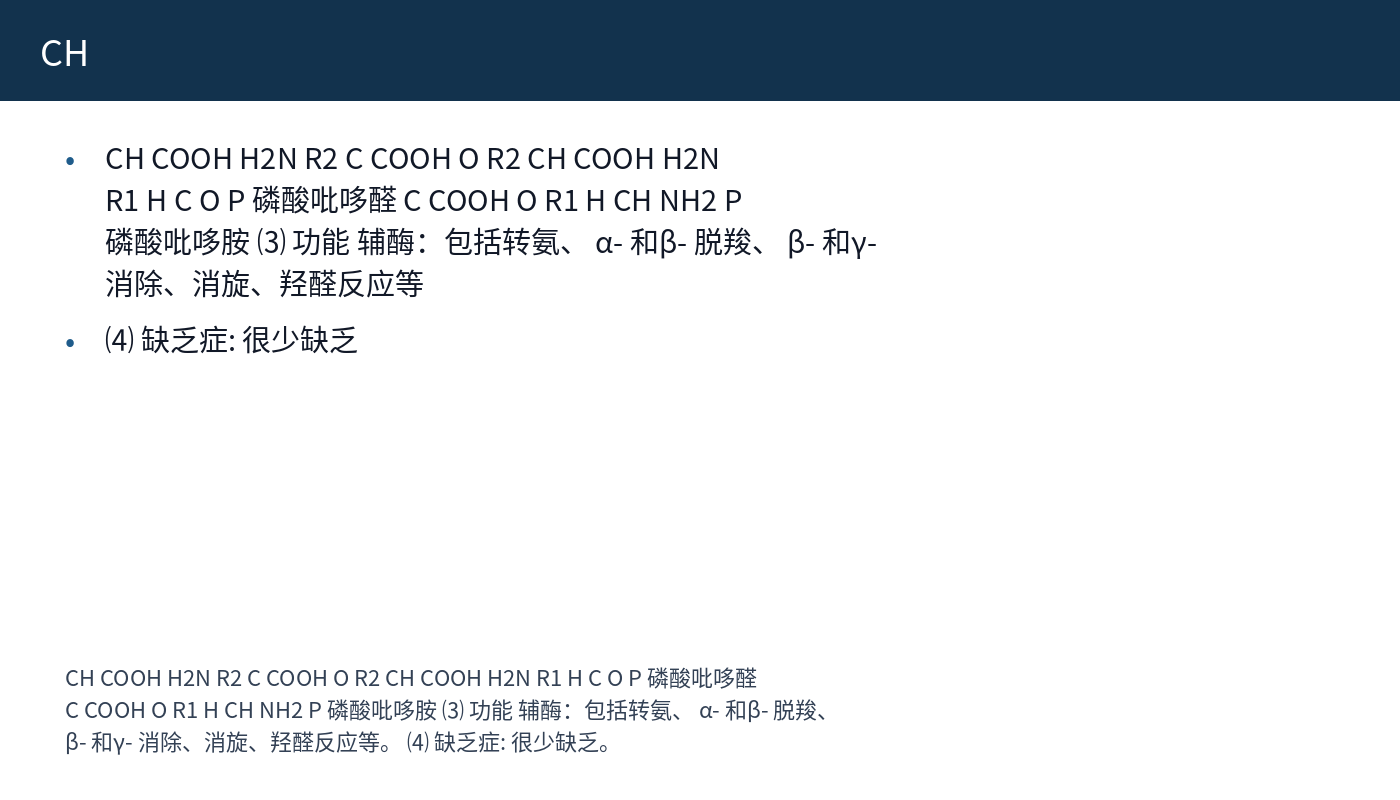 CH
• CH COOH H2N R2 C COOH O R2 CH COOH H2N
R1 H C O P 磷酸吡哆醛 C COOH O R1 H CH NH2 P
磷酸吡哆胺 ⑶ 功能 辅酶：包括转氨、 α- 和β- 脱羧、 β- 和γ-
消除、消旋、羟醛反应等
• ⑷ 缺乏症: 很少缺乏
CH COOH H2N R2 C COOH O R2 CH COOH H2N R1 H C O P 磷酸吡哆醛
C COOH O R1 H CH NH2 P 磷酸吡哆胺 ⑶ 功能 辅酶：包括转氨、 α- 和β- 脱羧、
β- 和γ- 消除、消旋、羟醛反应等。 ⑷ 缺乏症: 很少缺乏。